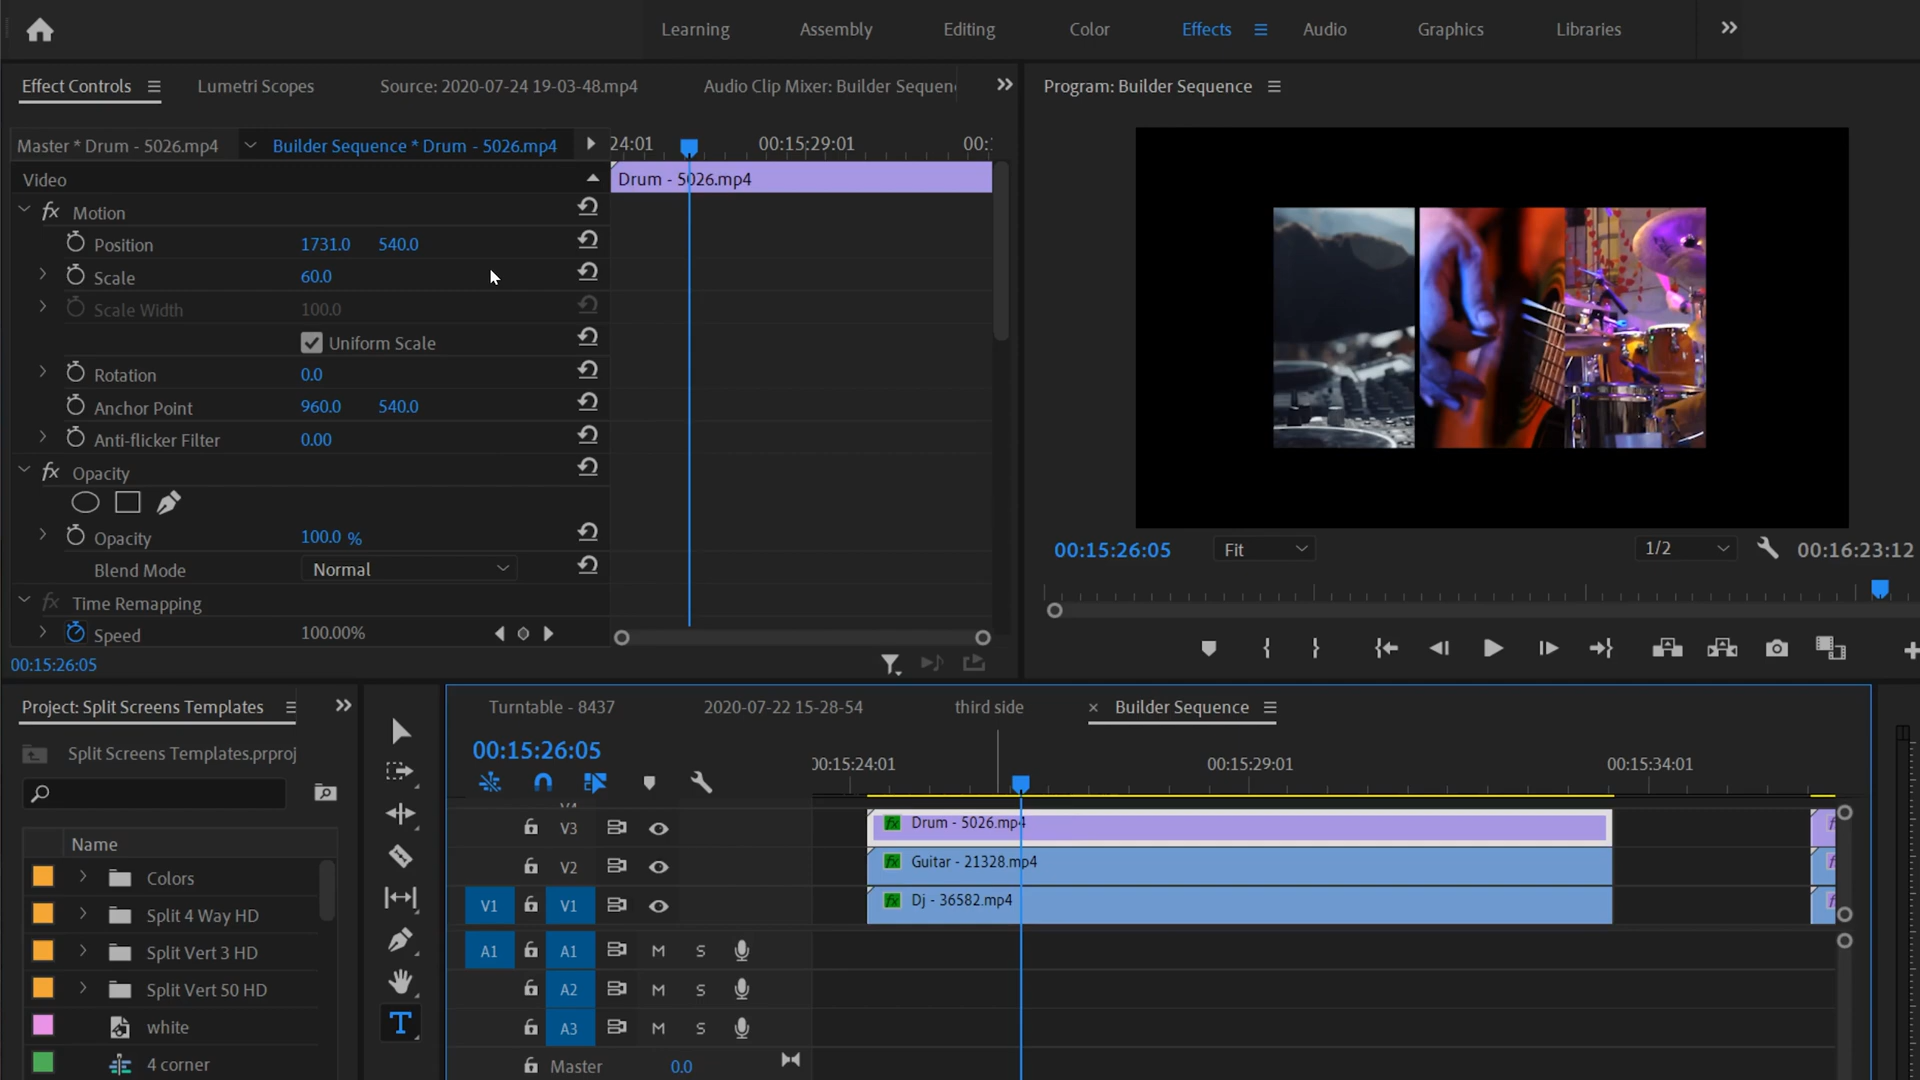 Learning Assembly Editing Color Effects Audio Graphics Libraries
Effect Controls Lumetri Scopes Source: 2020-07-24 19-03-48.mp4 Audio Clip Mixer: Builder Sequen
Program: Builder Sequence
Master * Drum - 5026.mp4 Builder Sequence * Drum - 5026.mp4
24:01 00:15:29:01 00:
Video
Drum - 5026.mp4
fx Motion
Position 1731.0 540.0
Scale 60.0
Scale Width 100.0
Uniform Scale
Rotation 0.0
Anchor Point 960.0 540.0
Anti-flicker Filter 0.00
fx Opacity
Opacity 100.0 %
Blend Mode Normal
fx Time Remapping
Speed 100.00%
00:15:26:05
00:15:26:05 Fit 1/2 00:16:23:12
Project: Split Screens Templates
Split Screens Templates.prproj
Name
Colors
Split 4 Way HD
Split Vert 3 HD
Split Vert 50 HD
white
4 corner
T
Turntable - 8437 2020-07-22 15-28-54 third side × Builder Sequence
00:15:26:05
00:15:24:01 00:15:29:01 00:15:34:01
V3 fx Drum - 5026.mp4
V2 fx Guitar - 21328.mp4
V1 V1 fx Dj - 36582.mp4
A1 A1 M S
A2 M S
A3 M S
Master 0.0